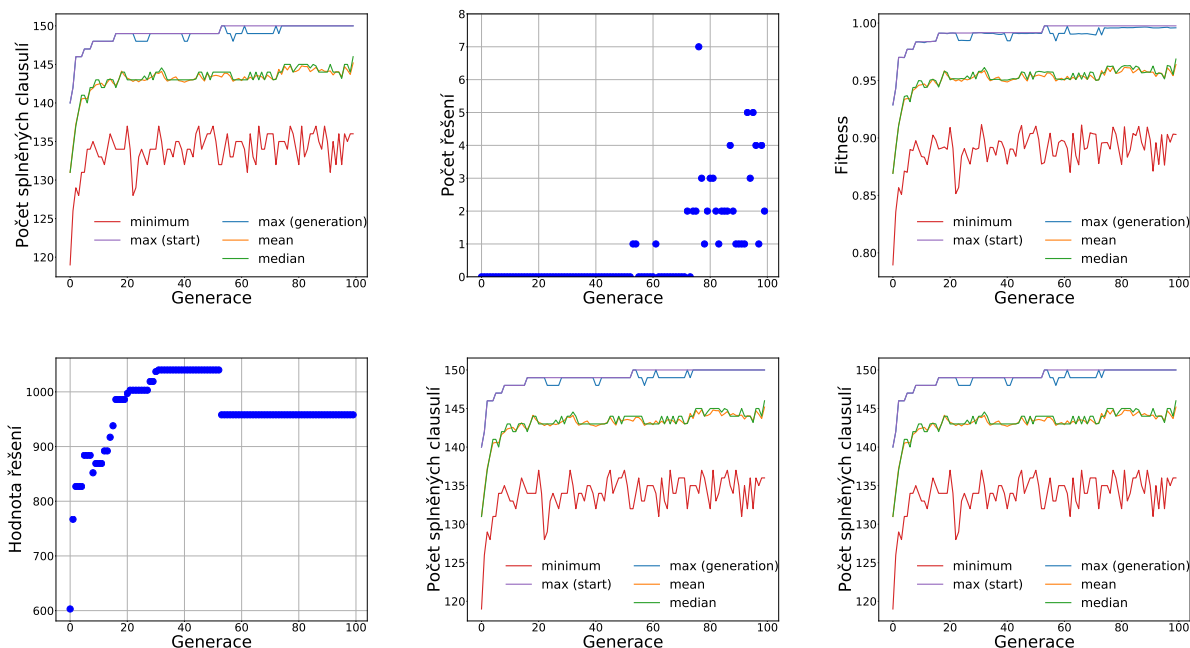 Počet splněných clausulí
150
145
140
135
130
125
120
minimum
max (start)
max (generation)
mean
median
0 20 40 60 80 100
Generace
Počet řěšení
8
7
6
5
4
3
2
1
0
0 20 40 60 80 100
Generace
Fitness
1.00
0.95
0.90
0.85
0.80
minimum
max (start)
max (generation)
mean
median
0 20 40 60 80 100
Generace
Hodnota řěšení
1000
900
800
700
600
0 20 40 60 80 100
Generace
Počet splněných clausulí
150
145
140
135
130
125
120
minimum
max (start)
max (generation)
mean
median
0 20 40 60 80 100
Generace
Počet splněných clausulí
150
145
140
135
130
125
120
minimum
max (start)
max (generation)
mean
median
0 20 40 60 80 100
Generace